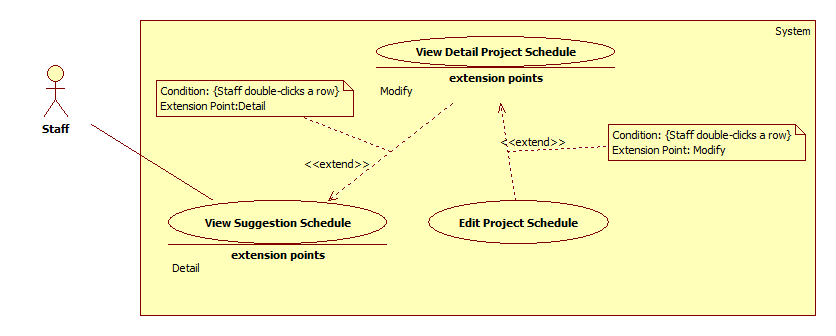 System
View Detail Project Schedule
extension points
Modify
Condition: {Staff double-clicks a row}
Extension Point:Detail
Staff
<<extend>>
<<extend>>
Condition: {Staff double-clicks a row}
Extension Point: Modify
View Suggestion Schedule
extension points
Detail
Edit Project Schedule